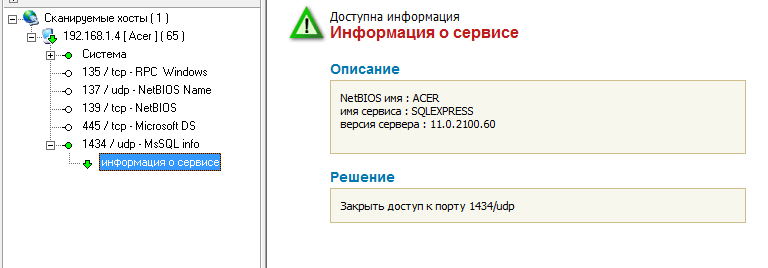 Сканируемые хосты ( 1 )
192.168.1.4 [ Acer ] ( 65 )
Система
135 / tcp - RPC Windows
137 / udp - NetBIOS Name
139 / tcp - NetBIOS
445 / tcp - Microsoft DS
1434 / udp - MsSQL info
информация о сервисе
Доступна информация
Информация о сервисе
Описание
NetBIOS имя : ACER
имя сервиса : SQLEXPRESS
версия сервера : 11.0.2100.60
Решение
Закрыть доступ к порту 1434/udp